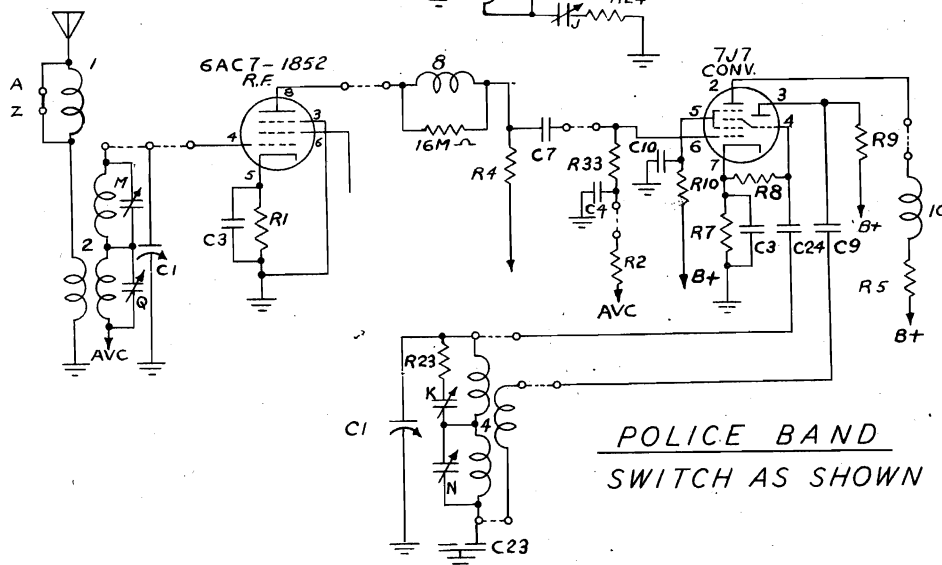 R24
J
A
Z
1
6AC7-1852
R.F.
8
3
6
4
5
8
16M Ω
R4
C7
C10
R33
C4
R2
AVC
7J7
CONV.
2
3
5
4
6
7
R10
R8
R7
C3
C24
C9
B+
R9
B+
10
R5
B+
M
2
Q
C1
AVC
C3
R1
R23
K
C1
4
N
C23
POLICE BAND
SWITCH AS SHOWN